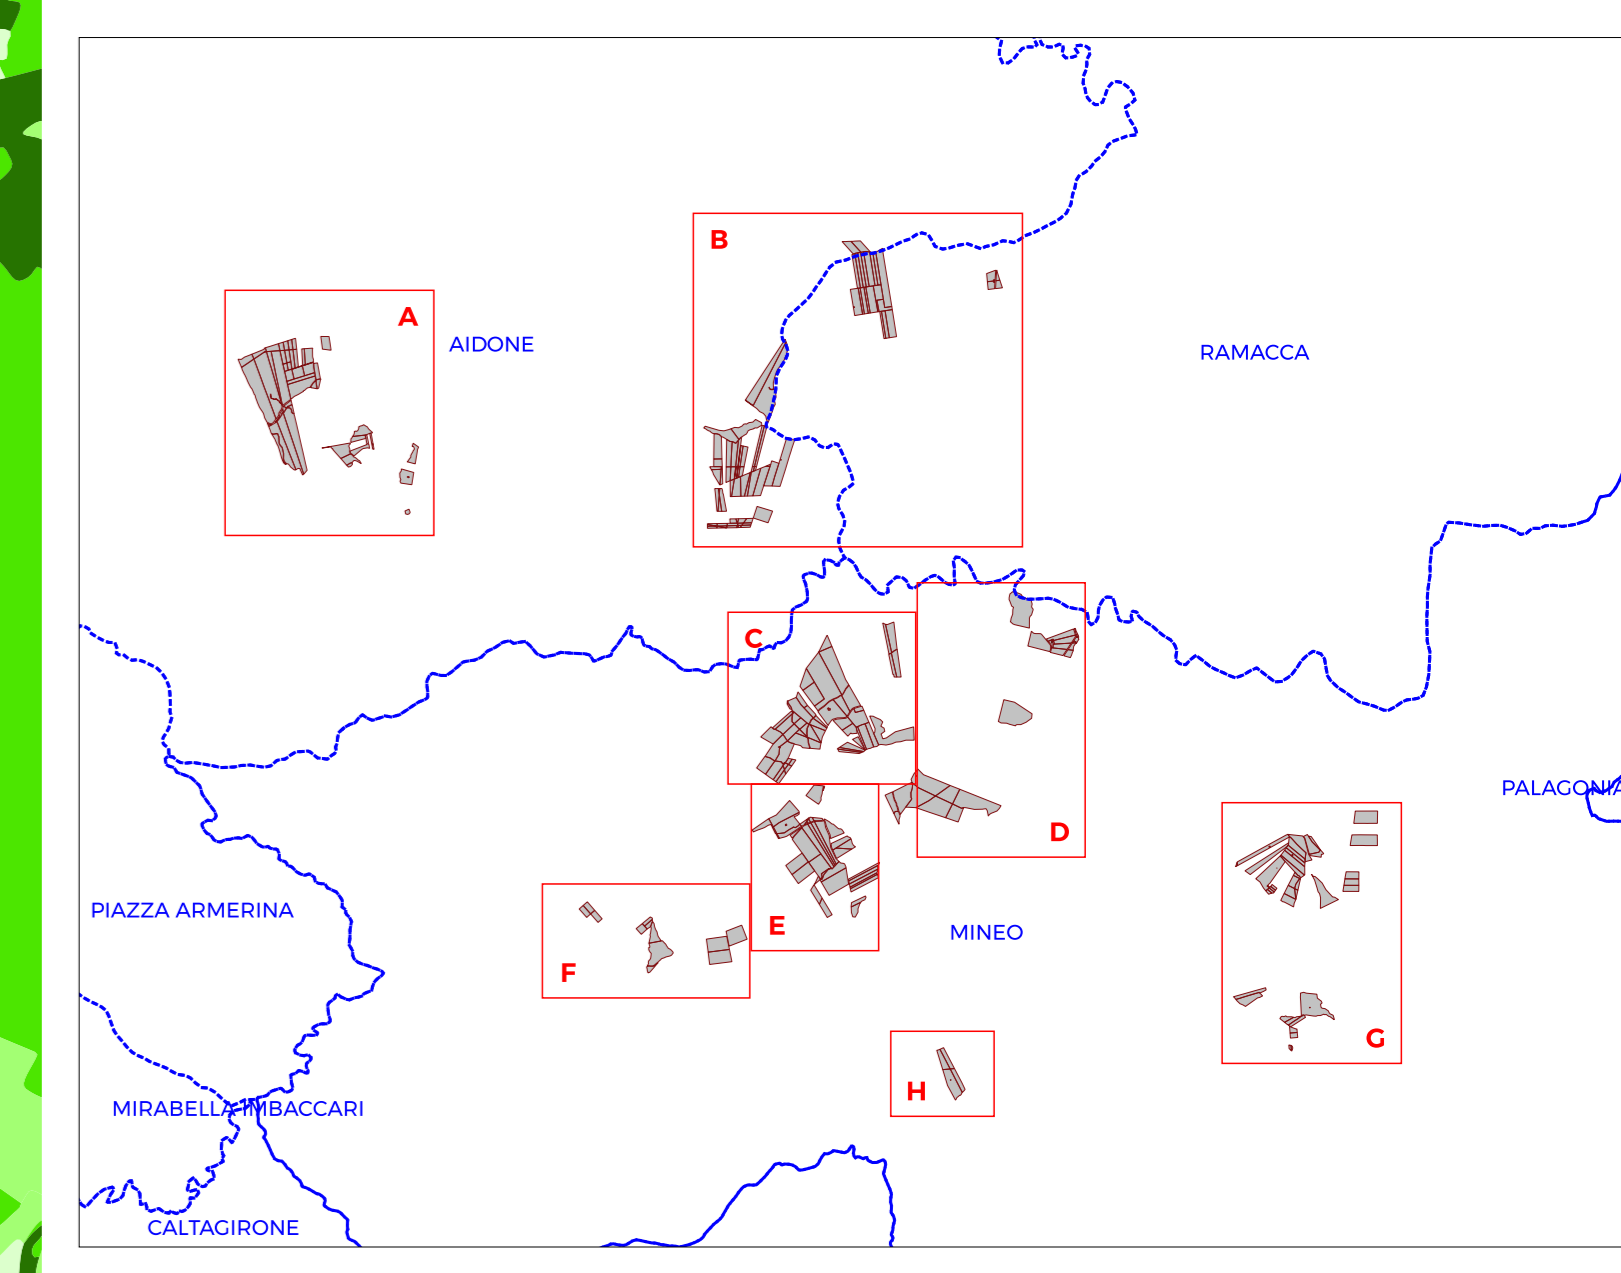 B
A
AIDONE
RAMACCA
C
PALAGONIA
D
PIAZZA ARMERINA
E
MINEO
F
G
H
MIRABELLA IMBACCARI
CALTAGIRONE